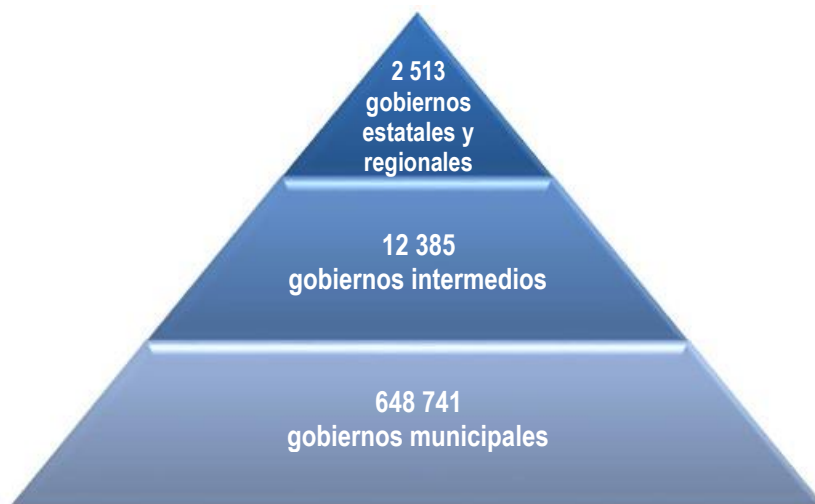 2 513
gobiernos
estatales y
regionales
12 385
gobiernos intermedios
648 741
gobiernos municipales